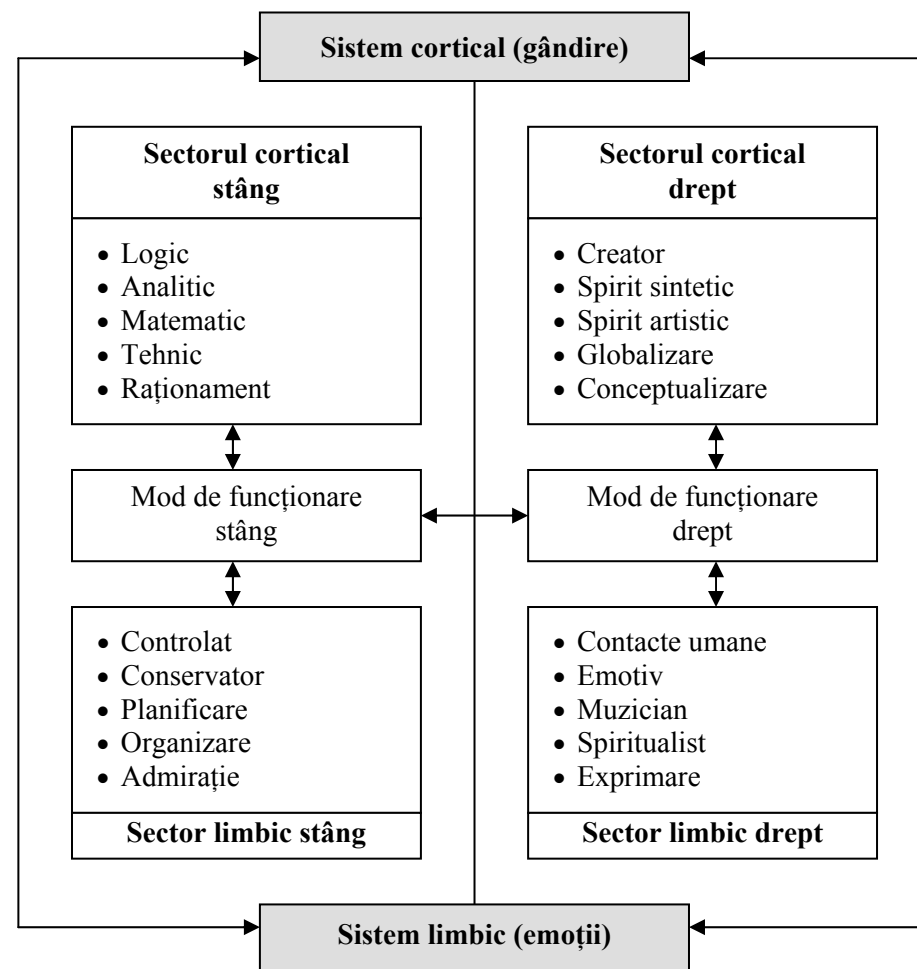 Sistem cortical (gândire)
Sectorul cortical
stâng
• Logic
• Analitic
• Matematic
• Tehnic
• Raționament
Mod de funcționare
stâng
• Controlat
• Conservator
• Planificare
• Organizare
• Admirație
Sector limbic stâng
Sectorul cortical
drept
• Creator
• Spirit sintetic
• Spirit artistic
• Globalizare
• Conceptualizare
Mod de funcționare
drept
• Contacte umane
• Emotiv
• Muzician
• Spiritualist
• Exprimare
Sector limbic drept
Sistem limbic (emoții)